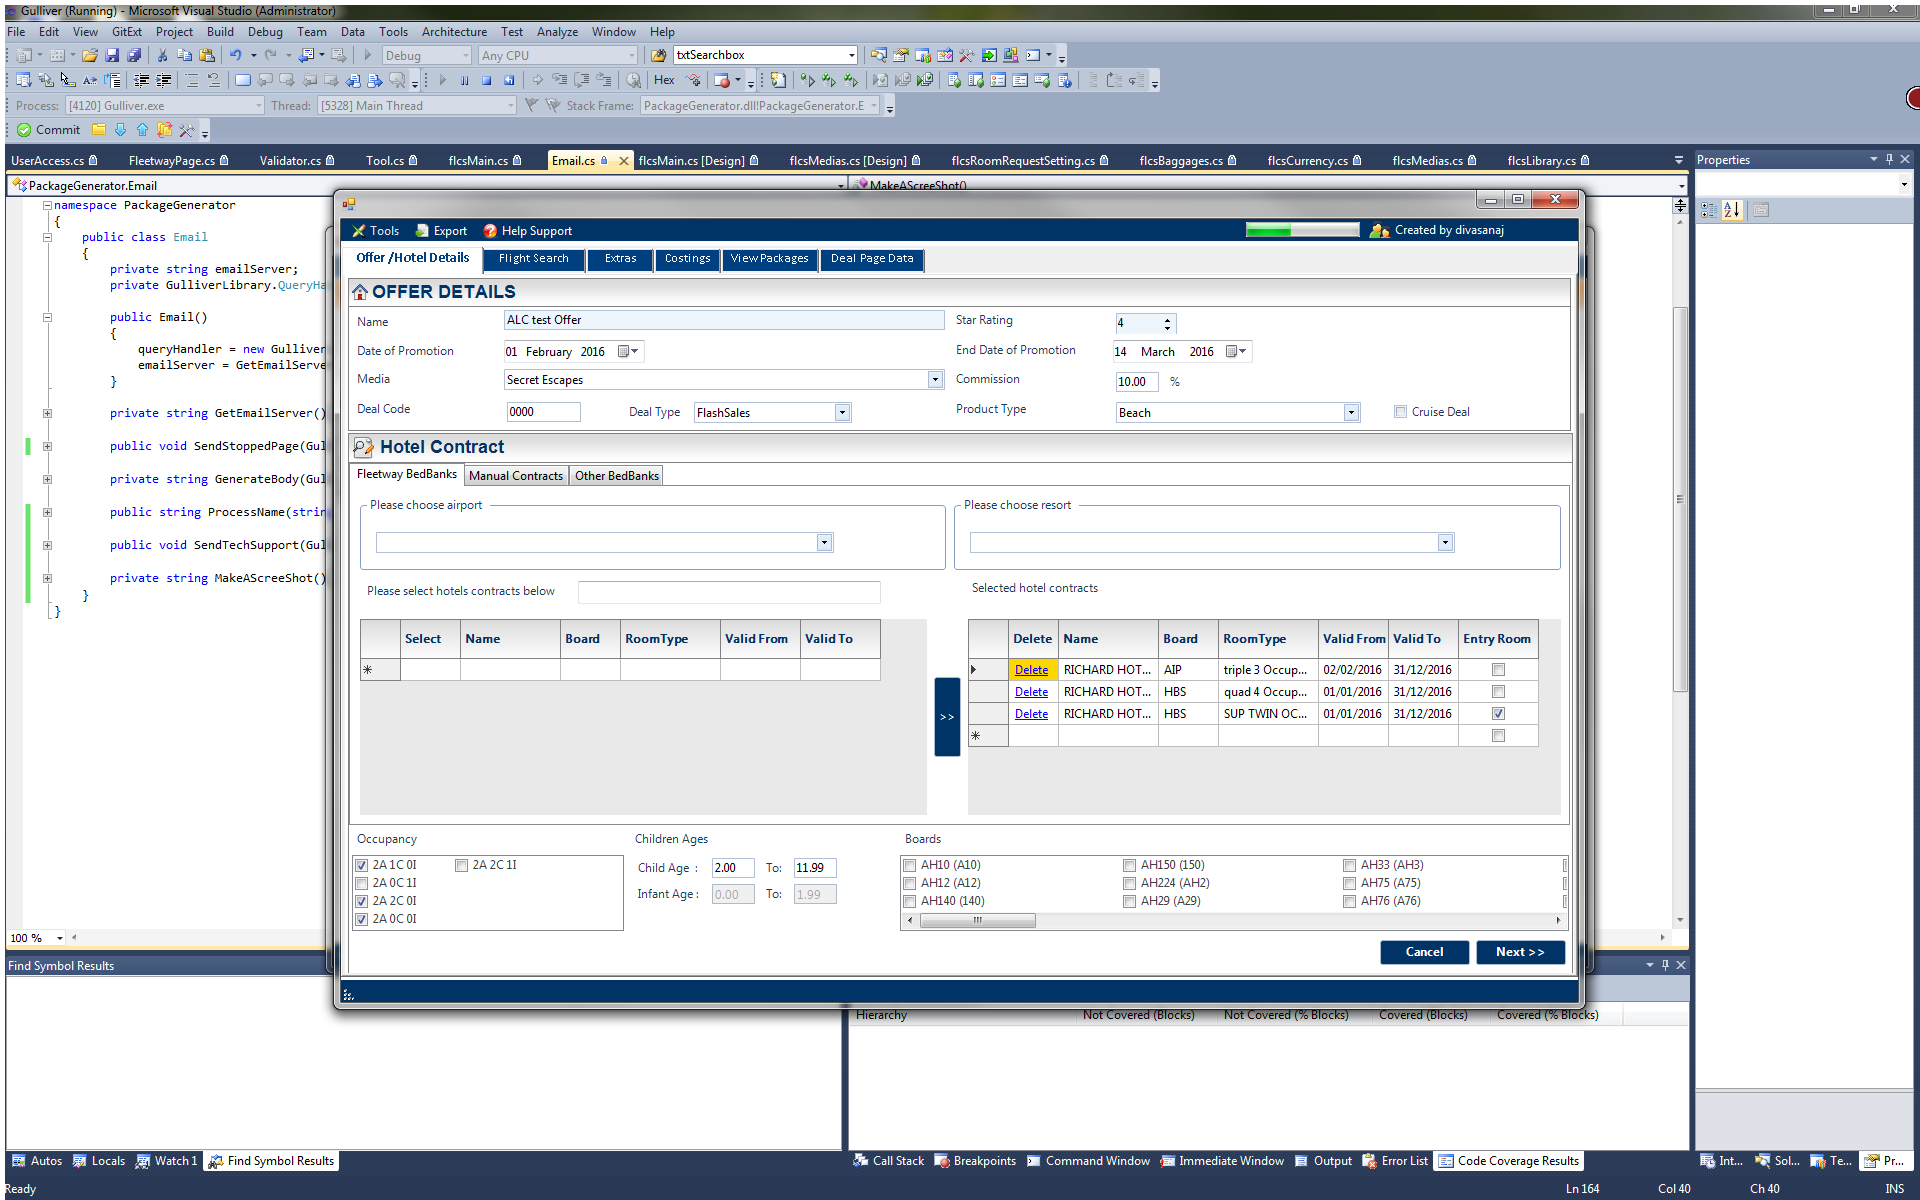 Gulliver (Running) - Microsoft Visual Studio (Administrator)
File Edit View GitExt Project Build Debug Team Data Tools Architecture Test Analyze Window Help
Debug Any CPU txtSearchbox
Hex
Process: [4120] Gulliver.exe Thread: [5328] Main Thread Stack Frame: PackageGenerator.dll!PackageGenerator.E
Commit
UserAccess.cs FleetwayPage.cs Validator.cs Tool.cs flcsMain.cs Email.cs flcsMain.cs [Design] flcsMedias.cs [Design] flcsRoomRequestSetting.cs flcsBaggages.cs flcsCurrency.cs flcsMedias.cs flcsLibrary.cs
Properties
PackageGenerator.Email MakeAScreeShot()
namespace PackageGenerator
{
public class Email
{
private string emailServer;
private GulliverLibrary.QueryHa
public Email()
{
queryHandler = new Gulliver
emailServer = GetEmailServe
}
private string GetEmailServer()
public void SendStoppedPage(Gul
private string GenerateBody(Gul
public string ProcessName(strin
public void SendTechSupport(Gul
private string MakeAScreeShot()
}
}
100 %
Tools Export Help Support Created by divasanaj
Offer /Hotel Details Flight Search Extras Costings View Packages Deal Page Data
OFFER DETAILS
Name ALC test Offer Star Rating 4
Date of Promotion 01 February 2016 End Date of Promotion 14 March 2016
Media Secret Escapes Commission 10.00 %
Deal Code 0000 Deal Type FlashSales Product Type Beach Cruise Deal
Hotel Contract
Fleetway BedBanks Manual Contracts Other BedBanks
Please choose airport Please choose resort
Please select hotels contracts below Selected hotel contracts
Select Name Board RoomType Valid From Valid To
>>
Delete Name Board RoomType Valid From Valid To Entry Room
Delete RICHARD HOT... AIP triple 3 Occup... 02/02/2016 31/12/2016
Delete RICHARD HOT... HBS quad 4 Occup... 01/01/2016 31/12/2016
Delete RICHARD HOT... HBS SUP TWIN OC... 01/01/2016 31/12/2016
Occupancy Children Ages Boards
2A 1C 0I 2A 2C 1I
2A 0C 1I
2A 2C 0I
2A 0C 0I
Child Age : 2.00 To: 11.99
Infant Age : 0.00 To: 1.99
AH10 (A10) AH150 (150) AH33 (AH3)
AH12 (A12) AH224 (AH2) AH75 (A75)
AH140 (140) AH29 (A29) AH76 (A76)
Cancel Next >>
Find Symbol Results
Hierarchy Not Covered (Blocks) Not Covered (% Blocks) Covered (Blocks) Covered (% Blocks)
Autos Locals Watch 1 Find Symbol Results
Call Stack Breakpoints Command Window Immediate Window Output Error List Code Coverage Results
Int... Sol... Te... Pr...
Ready Ln 164 Col 40 Ch 40 INS